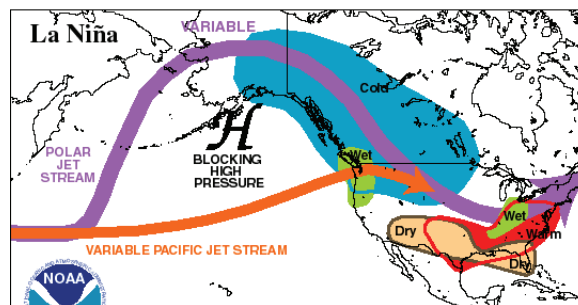 La Niña
VARIABLE
Cold
H
BLOCKING
HIGH
PRESSURE
POLAR
JET
STREAM
Wet
VARIABLE PACIFIC JET STREAM
Wet
Dry
Warm
Dry
NOAA